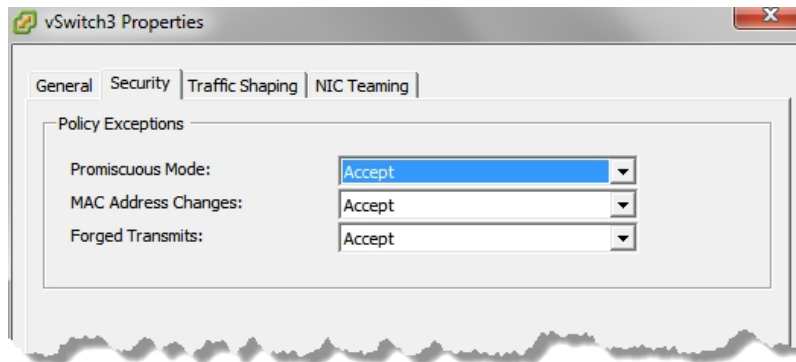 vSwitch3 Properties
General Security Traffic Shaping NIC Teaming
Policy Exceptions
Promiscuous Mode: Accept
MAC Address Changes: Accept
Forged Transmits: Accept